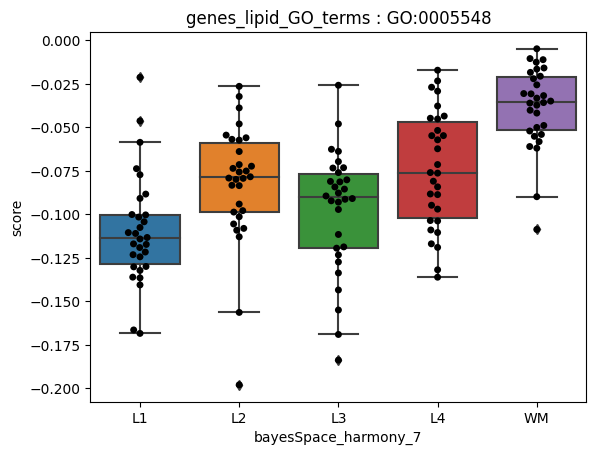 genes_lipid_GO_terms : GO:0005548
0.000
−0.025
−0.050
−0.075
−0.100
−0.125
−0.150
−0.175
−0.200
score
L1 L2 L3 L4 WM
bayesSpace_harmony_7